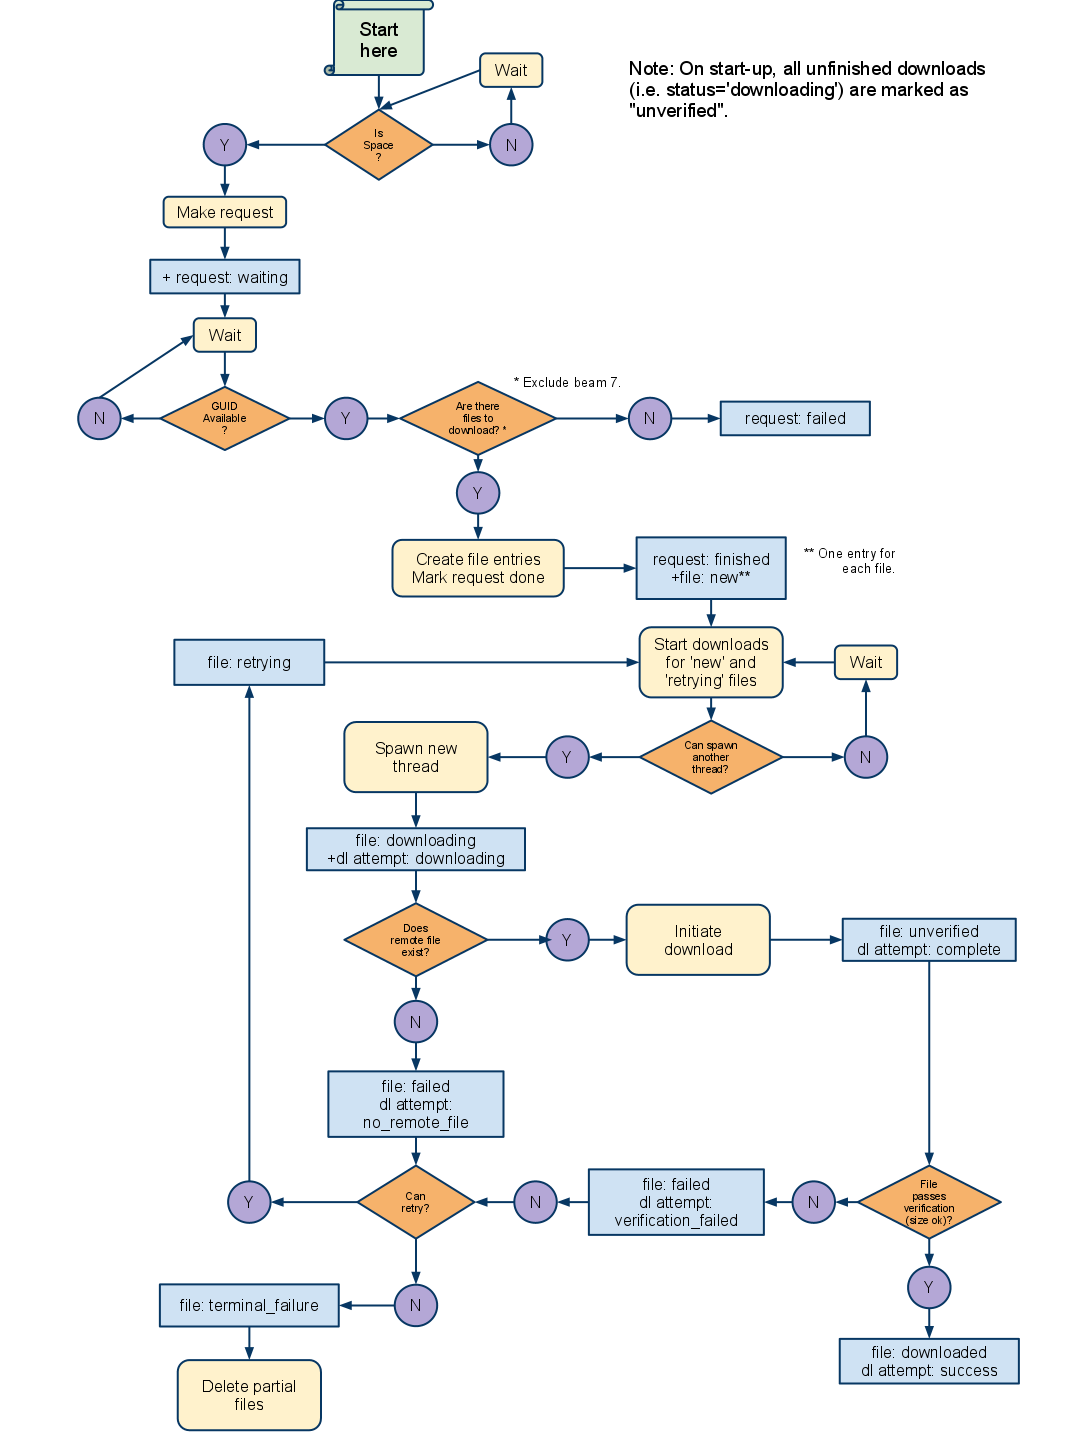 Start
here
Wait
Note: On start-up, all unfinished downloads
(i.e. status='downloading') are marked as
"unverified".
Is
Space
?
Y
N
Make request
+ request: waiting
Wait
* Exclude beam 7.
GUID
Available
?
N
Y
Are there
files to
download? *
N
request: failed
Y
Create file entries
Mark request done
request: finished
+file: new**
** One entry for
each file.
file: retrying
Start downloads
for 'new' and
'retrying' files
Wait
Spawn new
thread
Y
Can spawn
another
thread?
N
file: downloading
+dl attempt: downloading
Does
remote file
exist?
Y
Initiate
download
file: unverified
dl attempt: complete
N
file: failed
dl attempt:
no_remote_file
Y
Can
retry?
N
file: failed
dl attempt:
verification_failed
N
File
passes
verification
(size ok)?
Y
file: terminal_failure
N
file: downloaded
dl attempt: success
Delete partial
files